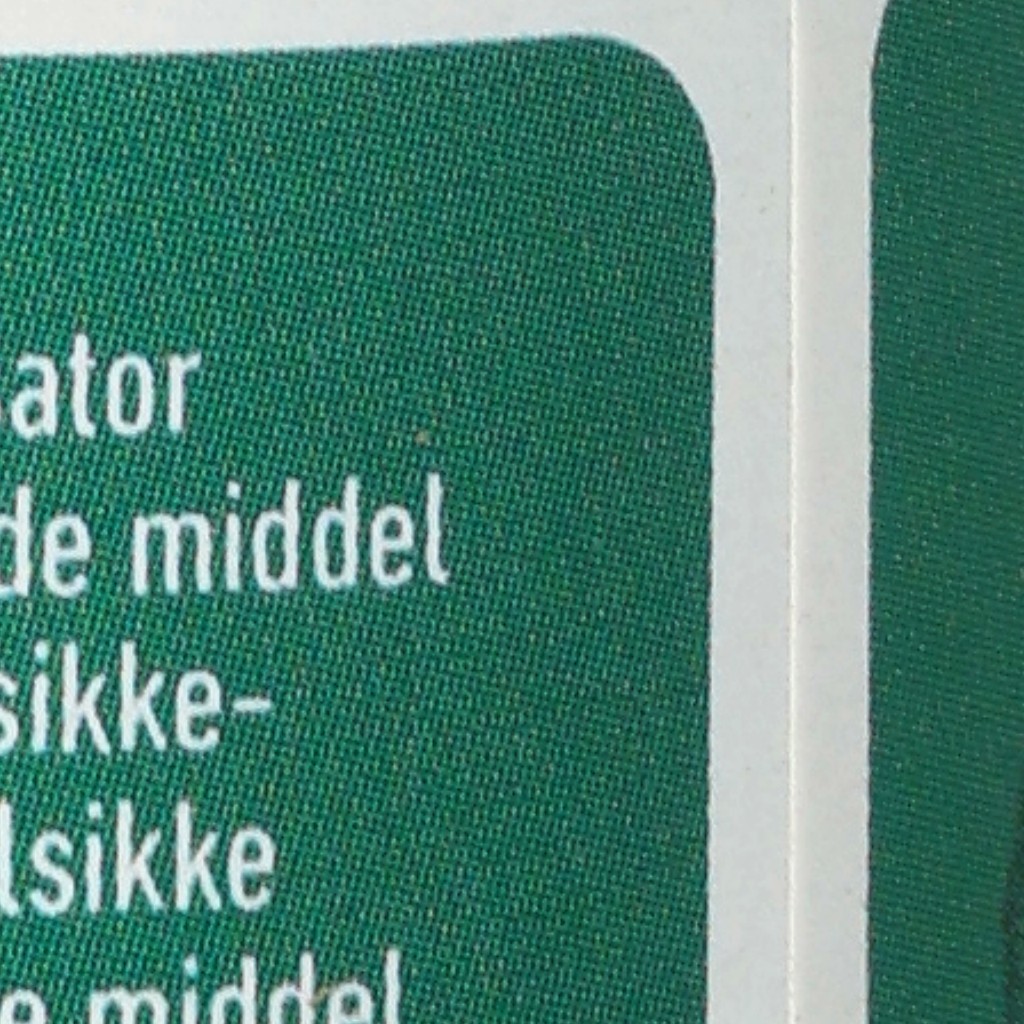 ator
de middel
sikke-
lsikke
e middel